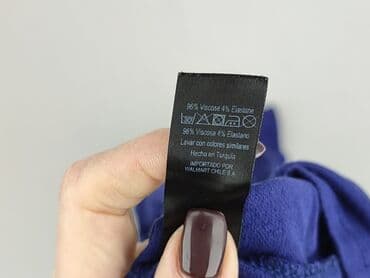 96% Viscose 4% Elastane
30
96% Viscosa 4% Elastano
Lavar con colores similares
Hecho en Turquía
IMPORTADO POR
WALMART CHILE S.A.